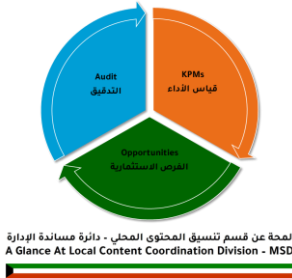 Audit
التدقيق
KPMs
قياس الأداء
Opportunities
الفرص الاستثمارية
لمحة عن قسم تنسيق المحتوى المحلي - دائرة مساندة الإدارة
A Glance At Local Content Coordination Division - MSD